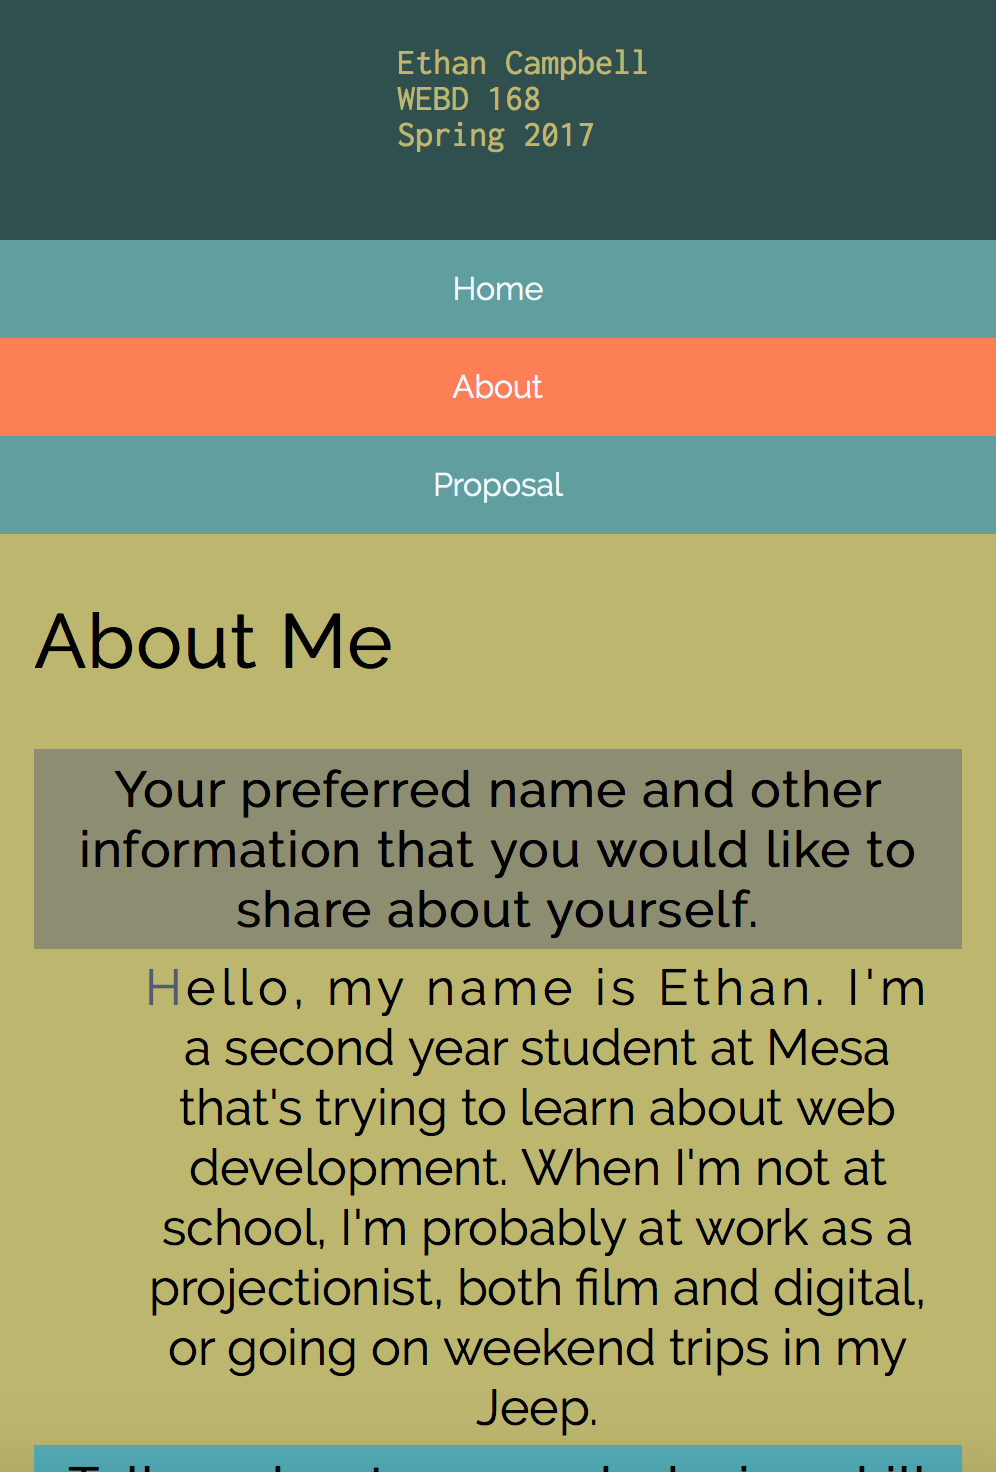 Ethan Campbell
WEBD 168
Spring 2017
Home
About
Proposal
About Me
Your preferred name and other
information that you would like to
share about yourself.
Hello, my name is Ethan. I'm
a second year student at Mesa
that's trying to learn about web
development. When I'm not at
school, I'm probably at work as a
projectionist, both film and digital,
or going on weekend trips in my
Jeep.